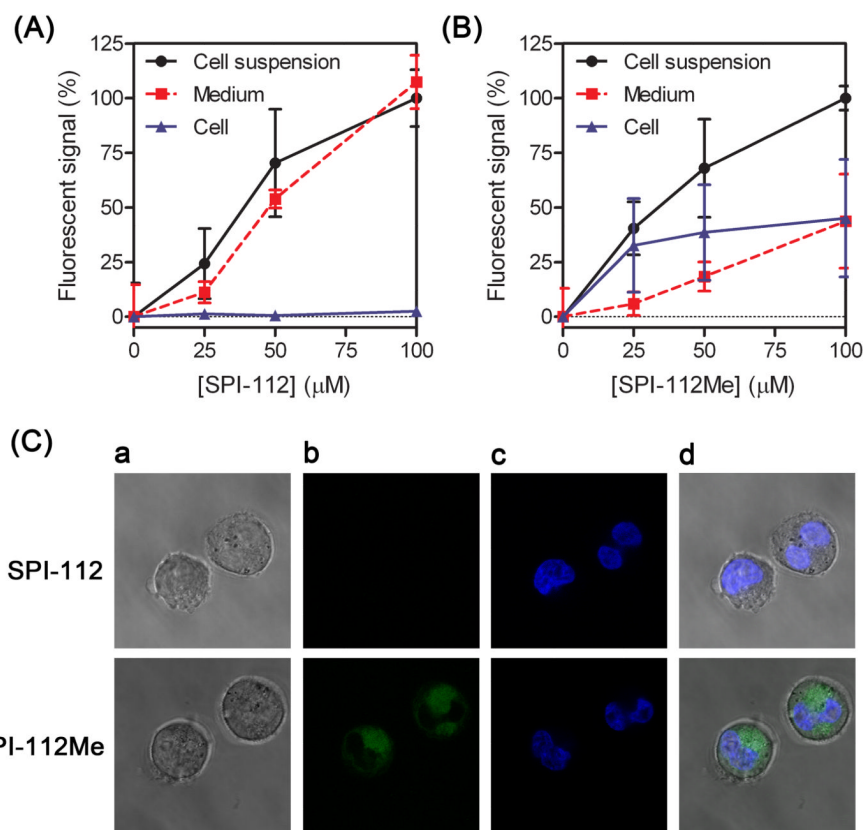 (A)
125
100
75
50
25
0
Fluorescent signal (%)
Cell suspension
Medium
Cell
0 25 50 75 100
[SPI-112] (μM)
(B)
125
100
75
50
25
0
Fluorescent signal (%)
Cell suspension
Medium
Cell
0 25 50 75 100
[SPI-112Me] (μM)
(C)
a b c d
SPI-112
PI-112Me